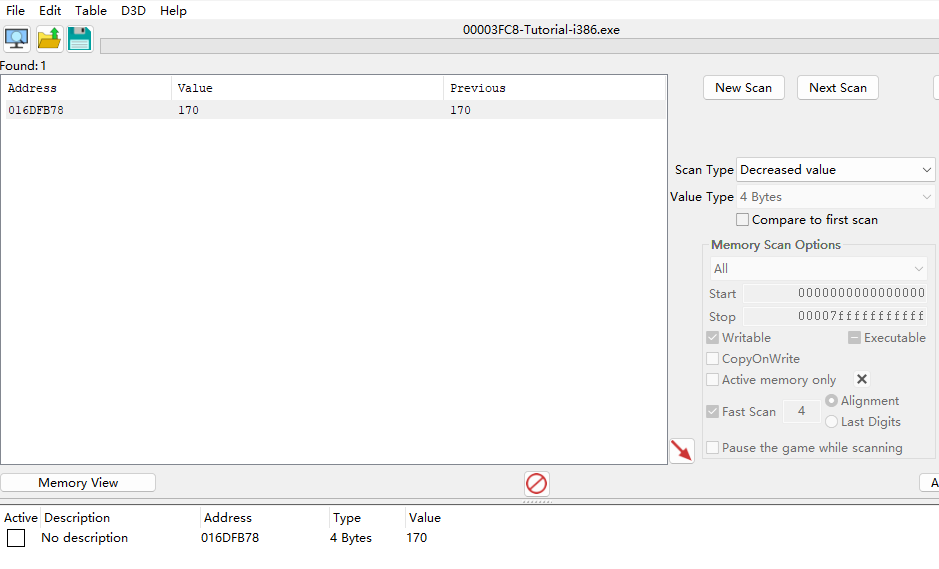 File Edit Table D3D Help
00003FC8-Tutorial-i386.exe
Found: 1
Address Value Previous
016DFB78 170 170
New Scan Next Scan
Scan Type Decreased value
Value Type 4 Bytes
Compare to first scan
Memory Scan Options
All
Start 0000000000000000
Stop 00007fffffffffff
Writable Executable
CopyOnWrite
Active memory only
Fast Scan 4 Alignment
Last Digits
Pause the game while scanning
Memory View
Active Description Address Type Value
No description 016DFB78 4 Bytes 170